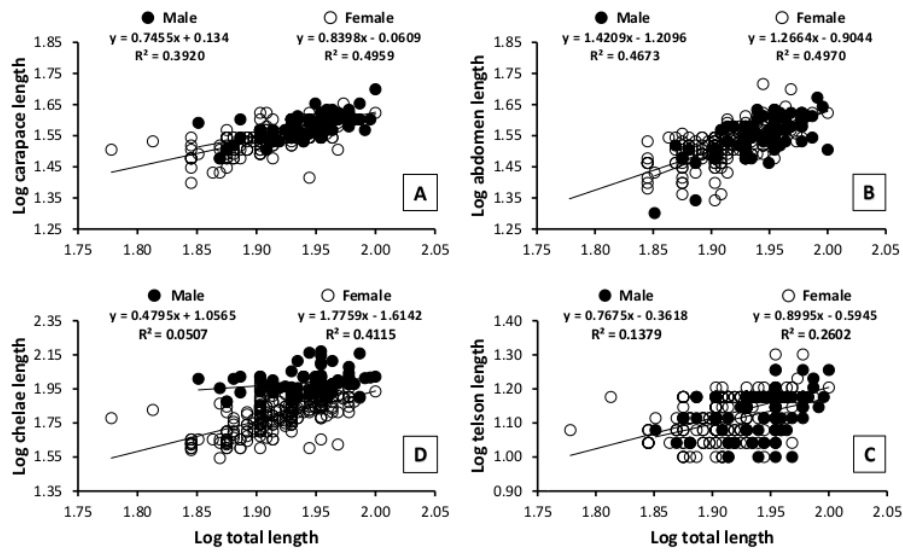 Male Female
y = 0.7455x + 0.134 y = 0.8398x - 0.0609
R² = 0.3920 R² = 0.4959
Log carapace length
1.85
1.75
1.65
1.55
1.45
1.35
1.25
A
1.75 1.80 1.85 1.90 1.95 2.00 2.05
Male Female
y = 1.4209x - 1.2096 y = 1.2664x - 0.9044
R² = 0.4673 R² = 0.4970
Log abdomen length
1.85
1.75
1.65
1.55
1.45
1.35
1.25
B
1.75 1.80 1.85 1.90 1.95 2.00 2.05
Male Female
y = 0.4795x + 1.0565 y = 1.7759x - 1.6142
R² = 0.0507 R² = 0.4115
Log chelae length
2.35
2.15
1.95
1.75
1.55
1.35
D
1.75 1.80 1.85 1.90 1.95 2.00 2.05
Log total length
Male Female
y = 0.7675x - 0.3618 y = 0.8995x - 0.5945
R² = 0.1379 R² = 0.2602
Log telson length
1.40
1.30
1.20
1.10
1.00
0.90
C
1.75 1.80 1.85 1.90 1.95 2.00 2.05
Log total length